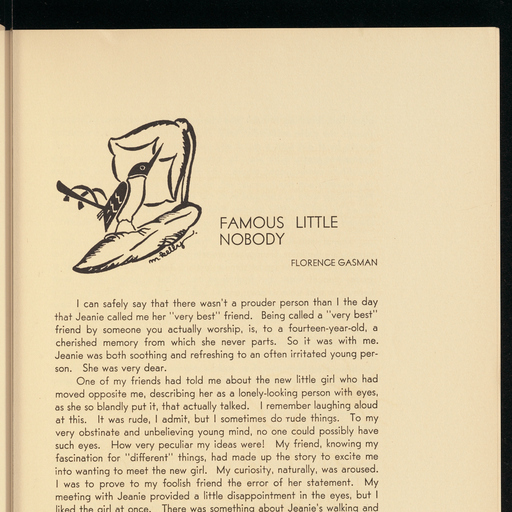 m. kelly
FAMOUS LITTLE
NOBODY
FLORENCE GASMAN
I can safely say that there wasn't a prouder person than I the day
that Jeanie called me her "very best" friend. Being called a "very best"
friend by someone you actually worship, is, to a fourteen-year-old, a
cherished memory from which she never parts. So it was with me.
Jeanie was both soothing and refreshing to an often irritated young per-
son. She was very dear.
One of my friends had told me about the new little girl who had
moved opposite me, describing her as a lonely-looking person with eyes,
as she so blandly put it, that actually talked. I remember laughing aloud
at this. It was rude, I admit, but I sometimes do rude things. To my
very obstinate and unbelieving young mind, no one could possibly have
such eyes. How very peculiar my ideas were! My friend, knowing my
fascination for "different" things, had made up the story to excite me
into wanting to meet the new girl. My curiosity, naturally, was aroused.
I was to prove to my foolish friend the error of her statement. My
meeting with Jeanie provided a little disappointment in the eyes, but I
liked the girl at once. There was something about Jeanie's walking and